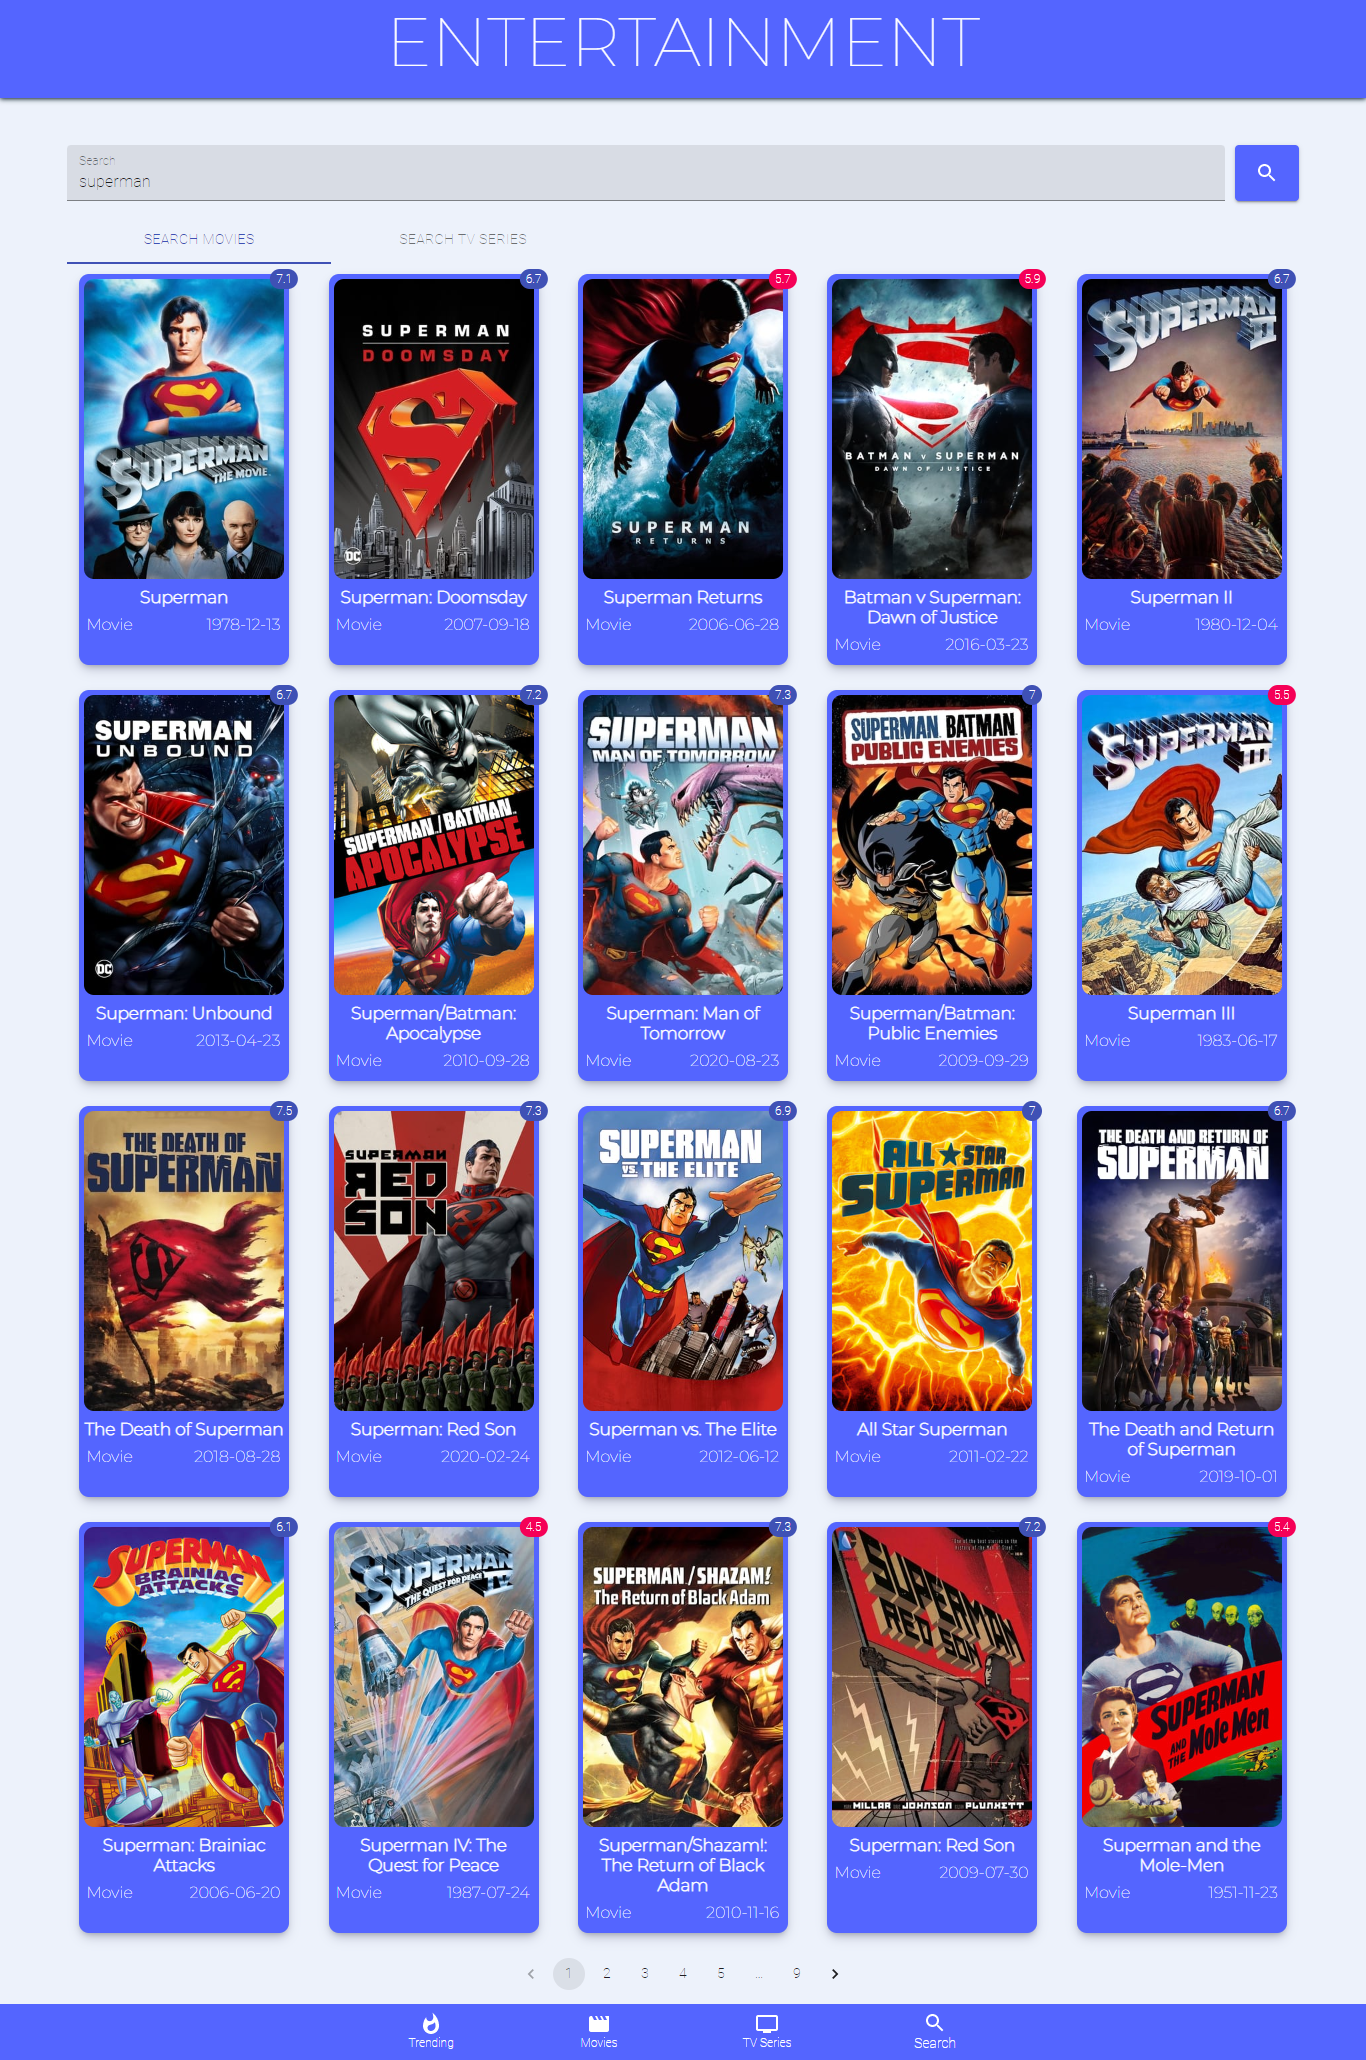 ENTERTAINMENT
Search
superman
SEARCH MOVIES
SEARCH TV SERIES
7.1
SUPERMAN
THE MOVIE
Superman
Movie 1978-12-13
6.7
SUPERMAN
DOOMSDAY
DC
Superman: Doomsday
Movie 2007-09-18
5.7
SUPERMAN
RETURNS
Superman Returns
Movie 2006-06-28
5.9
BATMAN v SUPERMAN
DAWN OF JUSTICE
Batman v Superman:
Dawn of Justice
Movie 2016-03-23
6.7
SUPERMAN
II
Superman II
Movie 1980-12-04
6.7
SUPERMAN
UNBOUND
DC
Superman: Unbound
Movie 2013-04-23
7.2
SUPERMAN/BATMAN
APOCALYPSE
Superman/Batman:
Apocalypse
Movie 2010-09-28
7.3
SUPERMAN
MAN OF TOMORROW
Superman: Man of
Tomorrow
Movie 2020-08-23
7
SUPERMAN BATMAN
PUBLIC ENEMIES
Superman/Batman:
Public Enemies
Movie 2009-09-29
5.5
SUPERMAN
III
Superman III
Movie 1983-06-17
7.5
THE DEATH OF
SUPERMAN
The Death of Superman
Movie 2018-08-28
7.3
SUPERMAN
RED
SON
Superman: Red Son
Movie 2020-02-24
6.9
SUPERMAN
VS. THE ELITE
Superman vs. The Elite
Movie 2012-06-12
7
ALL STAR
SUPERMAN
All Star Superman
Movie 2011-02-22
6.7
THE DEATH AND RETURN OF
SUPERMAN
The Death and Return
of Superman
Movie 2019-10-01
6.1
SUPERMAN
BRAINIAC
ATTACKS
Superman: Brainiac
Attacks
Movie 2006-06-20
4.5
SUPERMAN
IV
THE QUEST FOR PEACE
Superman IV: The
Quest for Peace
Movie 1987-07-24
7.3
SUPERMAN / SHAZAM!
The Return of Black Adam
Superman/Shazam!:
The Return of Black
Adam
Movie 2010-11-16
7.2
SUPERMAN
RED SON
MILLAR JOHNSON PLUNKETT
Superman: Red Son
Movie 2009-07-30
5.4
SUPERMAN
AND THE Mole Men
Superman and the
Mole-Men
Movie 1951-11-23
1 2 3 4 5 ... 9
Trending
Movies
TV Series
Search